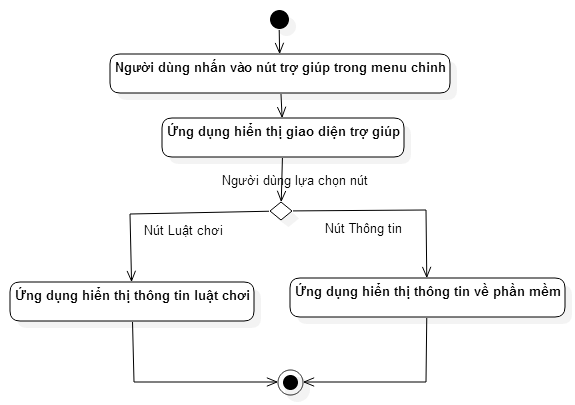 Người dùng nhấn vào nút trợ giúp trong menu chính
Ứng dụng hiển thị giao diện trợ giúp
Người dùng lựa chọn nút
Nút Luật chơi
Nút Thông tin
Ứng dụng hiển thị thông tin luật chơi
Ứng dụng hiển thị thông tin về phần mềm